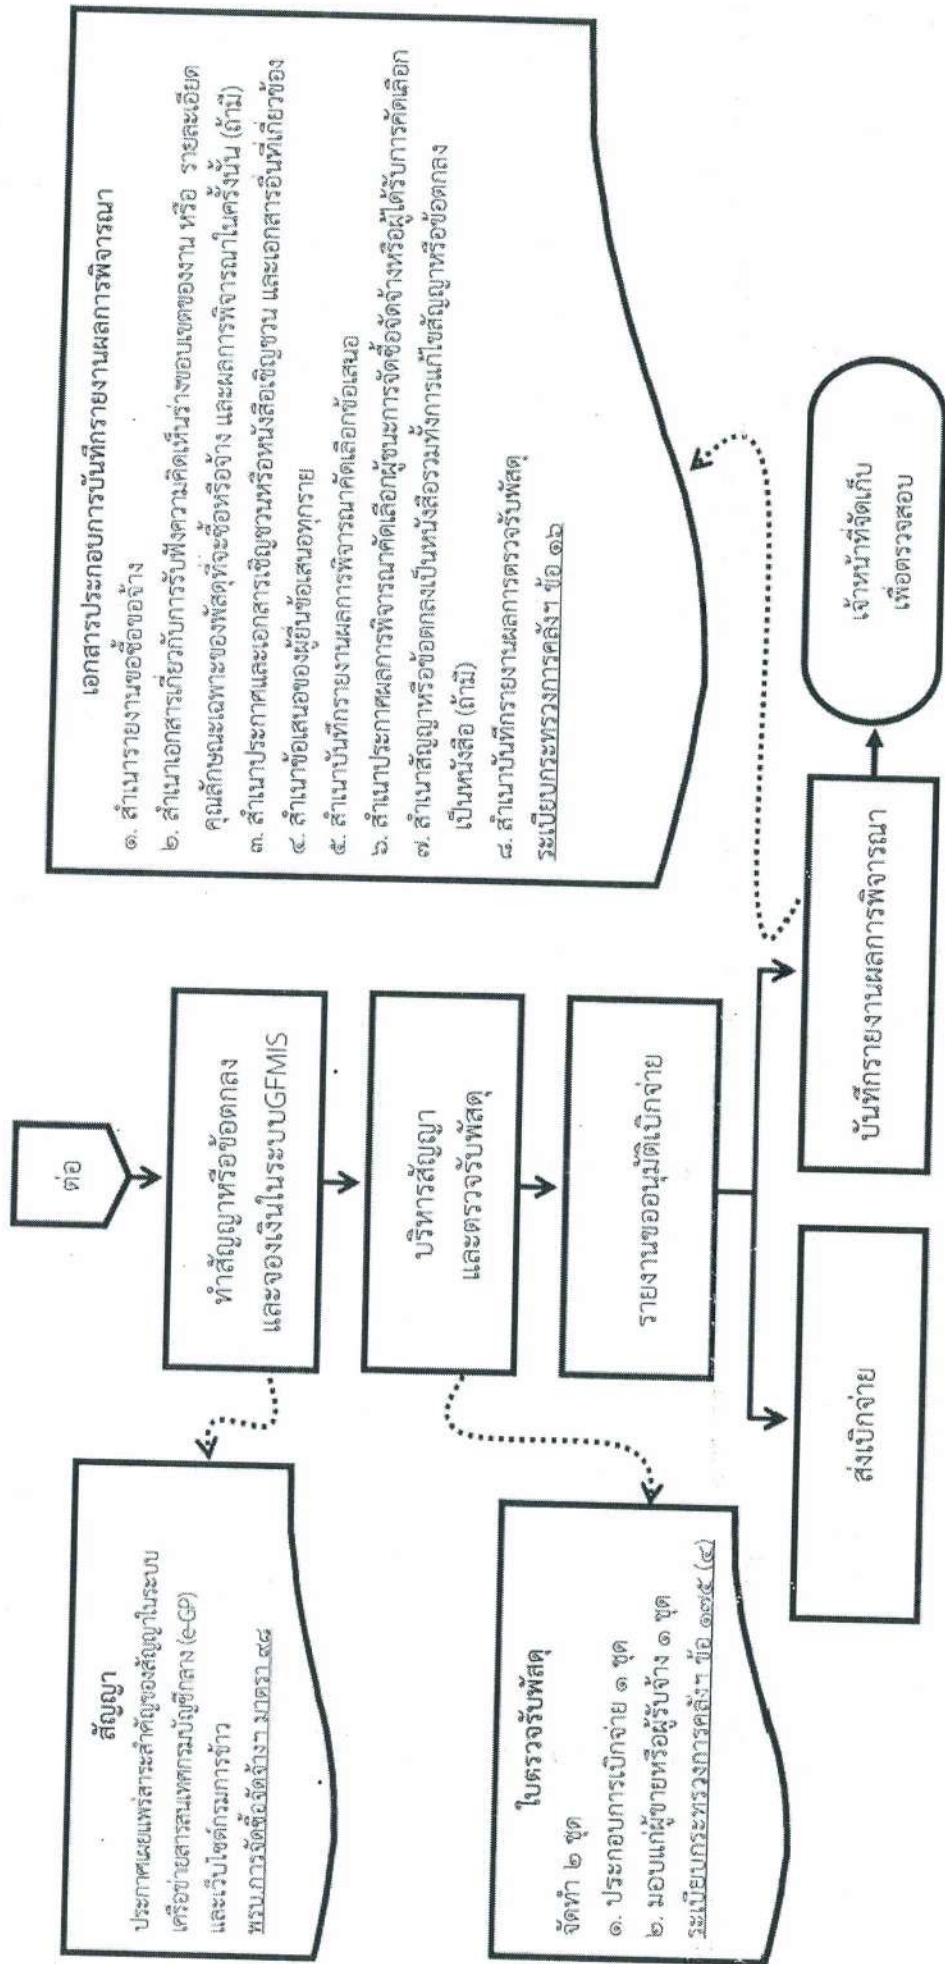 ต่อ
ทำสัญญาหรือข้อตกลง
และจองเงินในระบบGFMIS
บริหารสัญญา
และตรวจรับพัสดุ
รายงานขออนุมัติเบิกจ่าย
ส่งเบิกจ่าย
บันทึกรายงานผลการพิจารณา
เจ้าหน้าที่จัดเก็บ
เพื่อตรวจสอบ
สัญญา
ประกาศเผยแพร่สาระสำคัญของสัญญาในระบบ
เครือข่ายสารสนเทศกรมบัญชีกลาง (e-GP)
และเว็บไซต์กรมการข้าว
พรบ.การจัดซื้อจัดจ้างฯ มาตรา ๙๘
ใบตรวจรับพัสดุ
จัดทำ ๒ ชุด
๑. ประกอบการเบิกจ่าย ๑ ชุด
๒. มอบแก่ผู้ขายหรือผู้รับจ้าง ๑ ชุด
ระเบียบกระทรวงการคลังฯ ข้อ ๑๗๕ (๔)
เอกสารประกอบการบันทึกรายงานผลการพิจารณา
๑. สำเนารายงานขอซื้อขอจ้าง
๒. สำเนาเอกสารเกี่ยวกับการรับฟังความคิดเห็นร่างขอบเขตของงาน หรือ รายละเอียด
คุณลักษณะเฉพาะของพัสดุที่จะซื้อหรือจ้าง และผลการพิจารณาในครั้งนั้น (ถ้ามี)
๓. สำเนาประกาศและเอกสารเชิญชวนหรือหนังสือเชิญชวน และเอกสารอื่นที่เกี่ยวข้อง
๔. สำเนาข้อเสนอของผู้ยื่นข้อเสนอทุกราย
๕. สำเนาบันทึกรายงานผลการพิจารณาคัดเลือกข้อเสนอ
๖. สำเนาประกาศผลการพิจารณาคัดเลือกผู้ชนะการจัดซื้อจัดจ้างหรือผู้ได้รับการคัดเลือก
๗. สำเนาสัญญาหรือข้อตกลงเป็นหนังสือรวมทั้งการแก้ไขสัญญาหรือข้อตกลง
เป็นหนังสือ (ถ้ามี)
๘. สำเนาบันทึกรายงานผลการตรวจรับพัสดุ
ระเบียบกระทรวงการคลังฯ ข้อ ๑๖